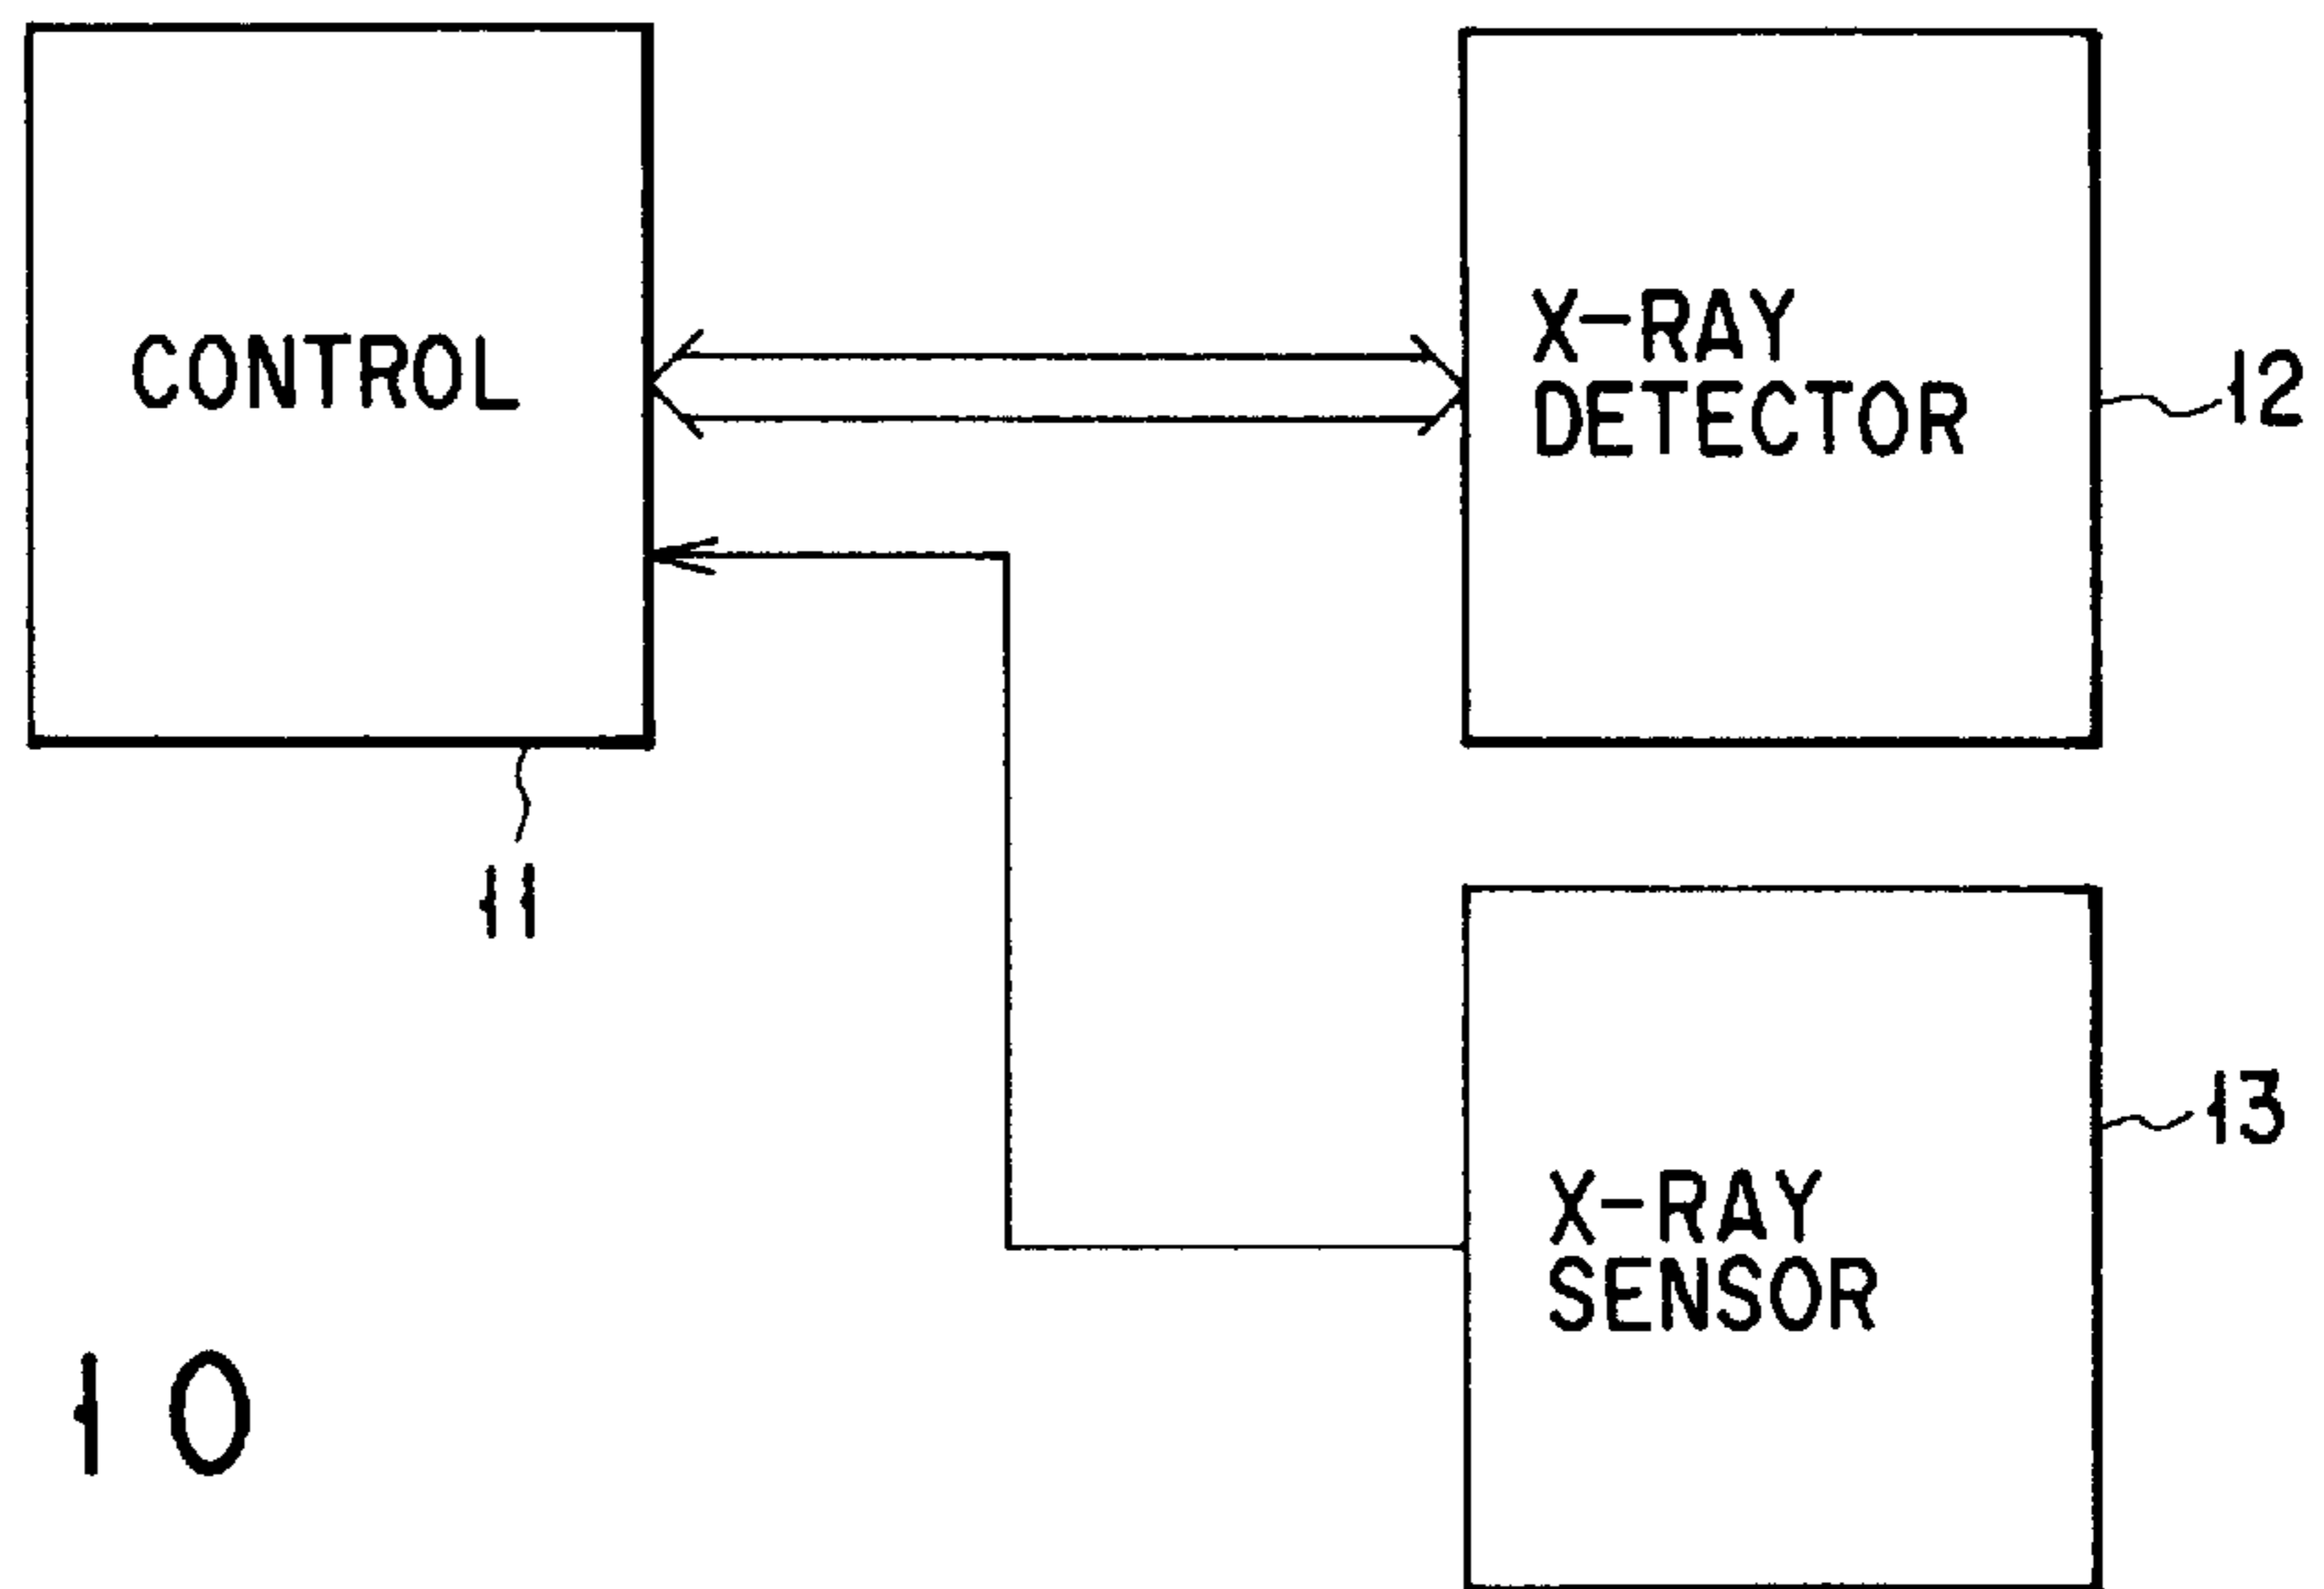 CONTROL
X-RAY
DETECTOR
12
11
13
X-RAY
SENSOR
10